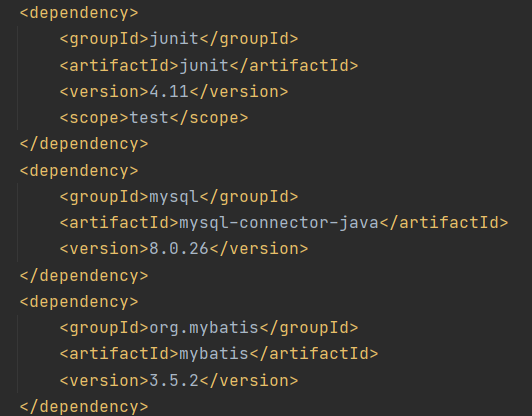 <dependency>
<groupId>junit</groupId>
<artifactId>junit</artifactId>
<version>4.11</version>
<scope>test</scope>
</dependency>
<dependency>
<groupId>mysql</groupId>
<artifactId>mysql-connector-java</artifactId>
<version>8.0.26</version>
</dependency>
<dependency>
<groupId>org.mybatis</groupId>
<artifactId>mybatis</artifactId>
<version>3.5.2</version>
</dependency>